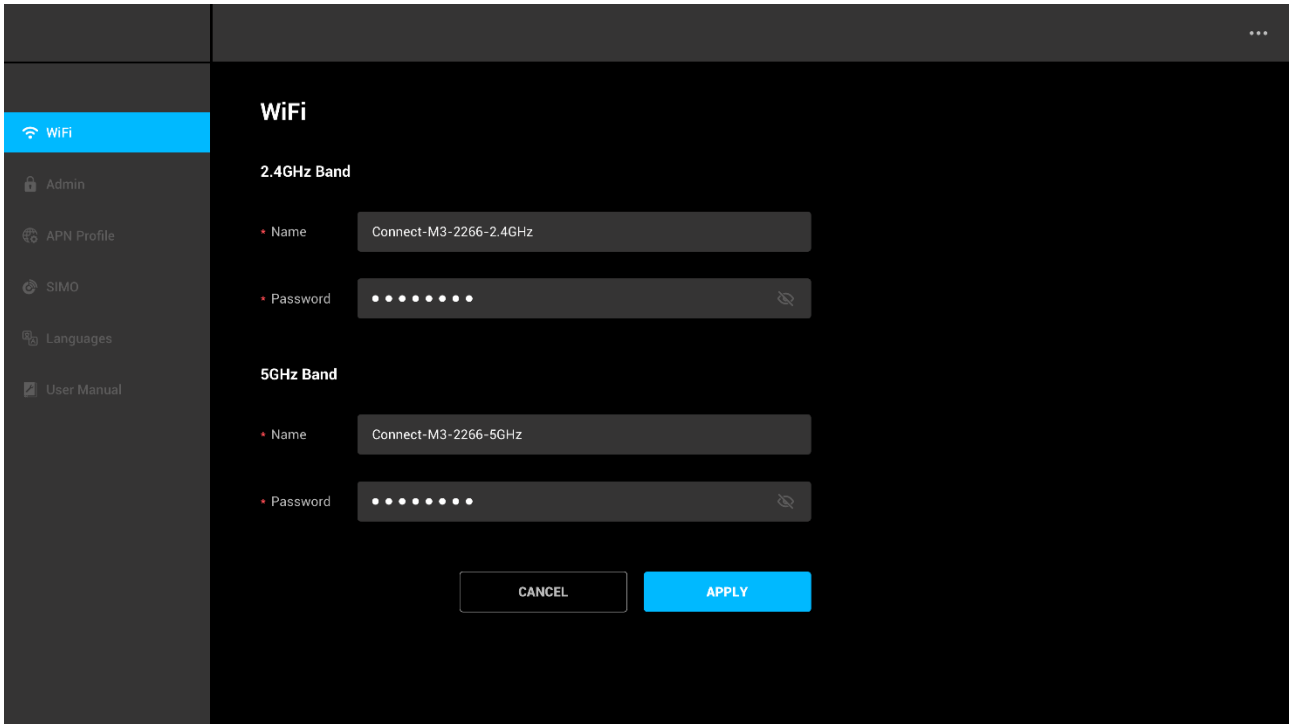 ...
WiFi
Admin
APN Profile
SIMO
Languages
User Manual
WiFi
2.4GHz Band
* Name
Connect-M3-2266-2.4GHz
* Password
••••••••
5GHz Band
* Name
Connect-M3-2266-5GHz
* Password
••••••••
CANCEL
APPLY